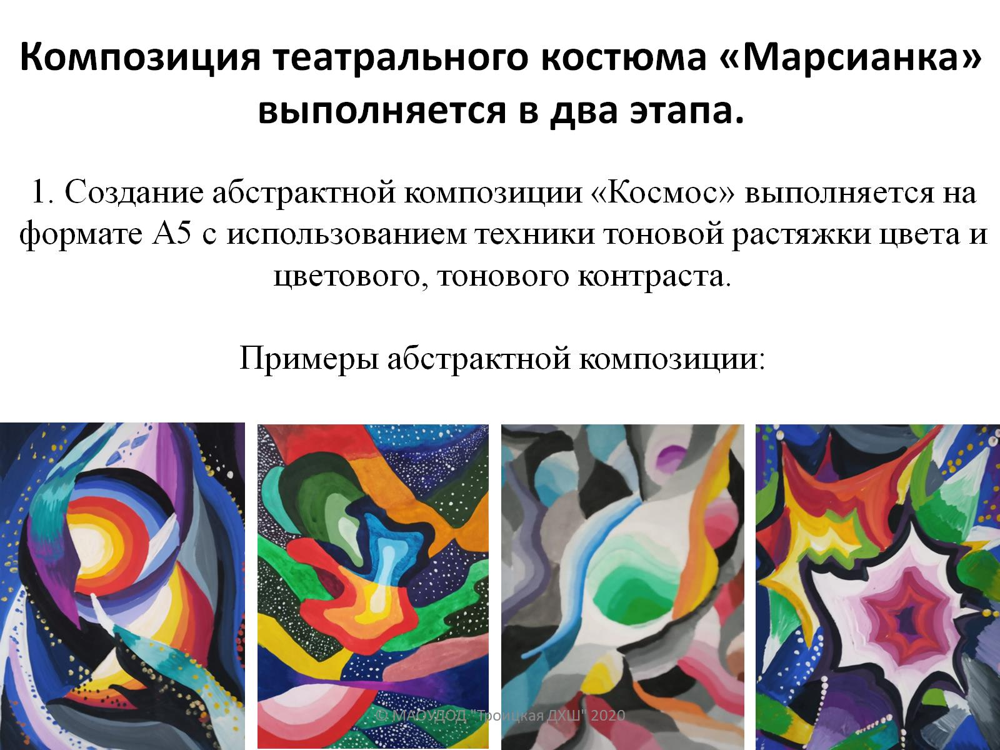 Композиция театрального костюма «Марсианка»
выполняется в два этапа.
1. Создание абстрактной композиции «Космос» выполняется на
формате А5 с использованием техники тоновой растяжки цвета и
цветового, тонового контраста.
Примеры абстрактной композиции:
© МАОУДОД "Троицкая ДХШ" 2020